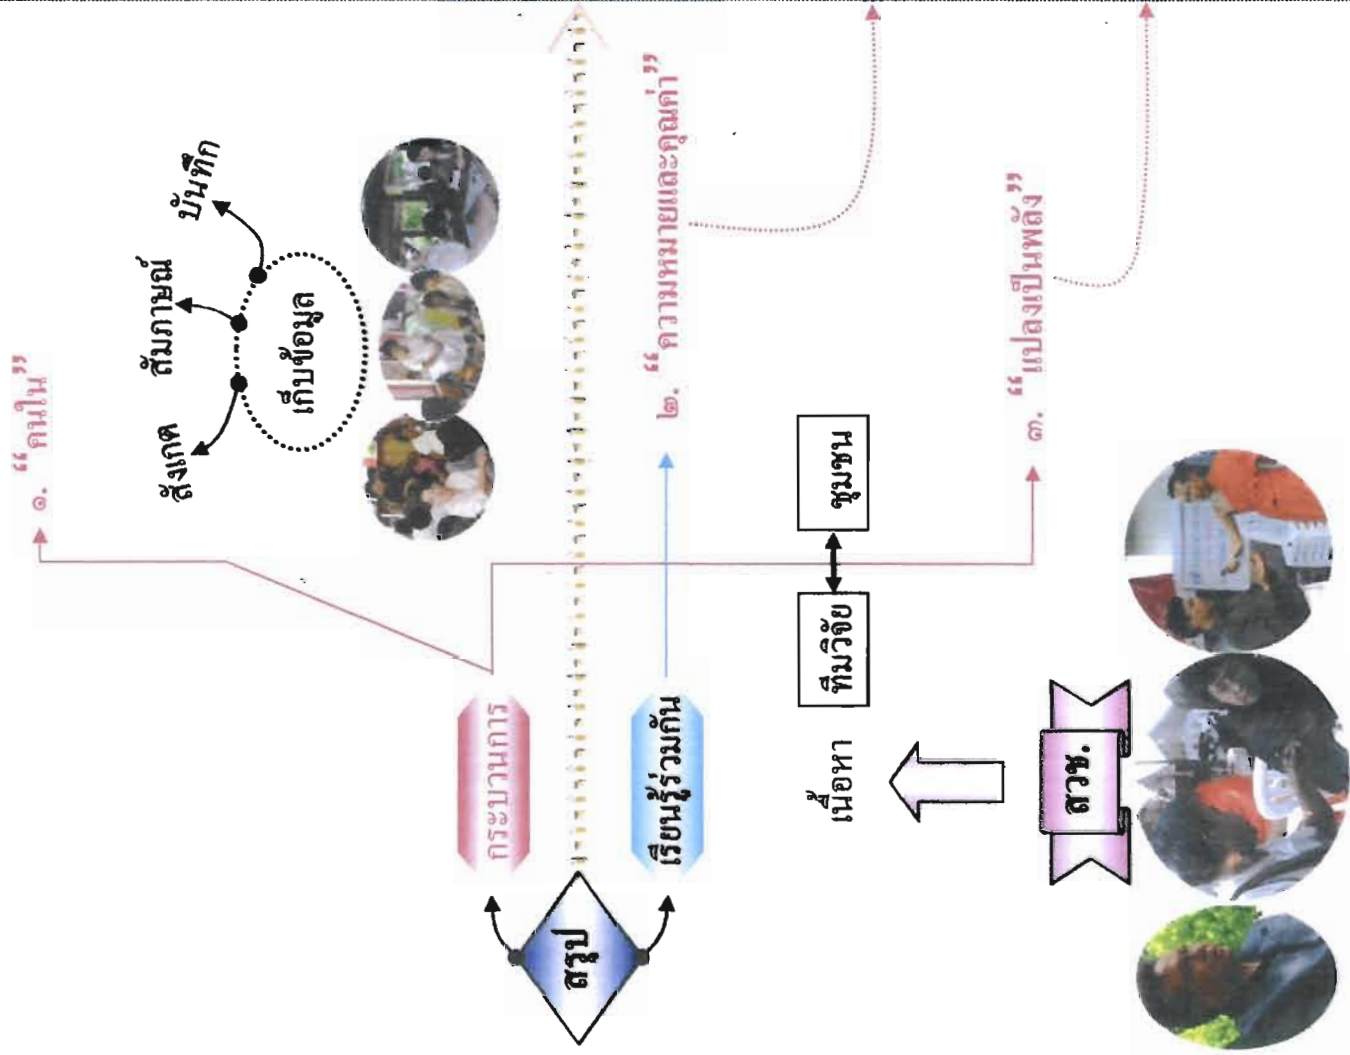 ๑. “คนใน”
สังเกต
สัมภาษณ์
บันทึก
เก็บข้อมูล
กระบวนการ
สรุป
เรียนรู้ร่วมกัน
๒. “ความหมายและคุณค่า”
เนื้อหา
ทีมวิจัย
ชุมชน
๓. “แปลงเป็นพลัง”
สวช.